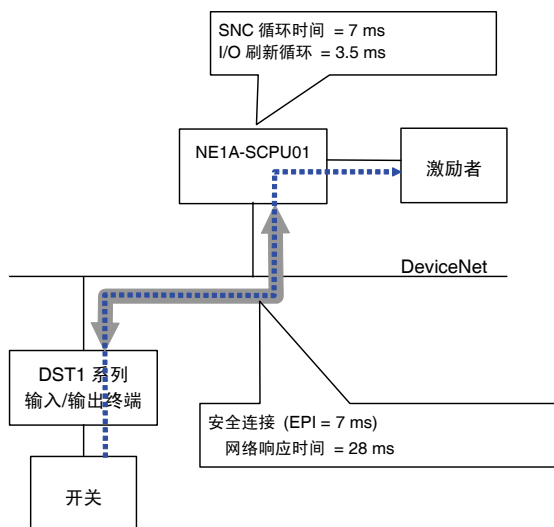 SNC 循环时间 = 7 ms
I/O 刷新循环 = 3.5 ms
NE1A-SCPU01
激励者
DeviceNet
DST1 系列
输入/输出终端
安全连接 (EPI = 7 ms)
网络响应时间 = 28 ms
开关